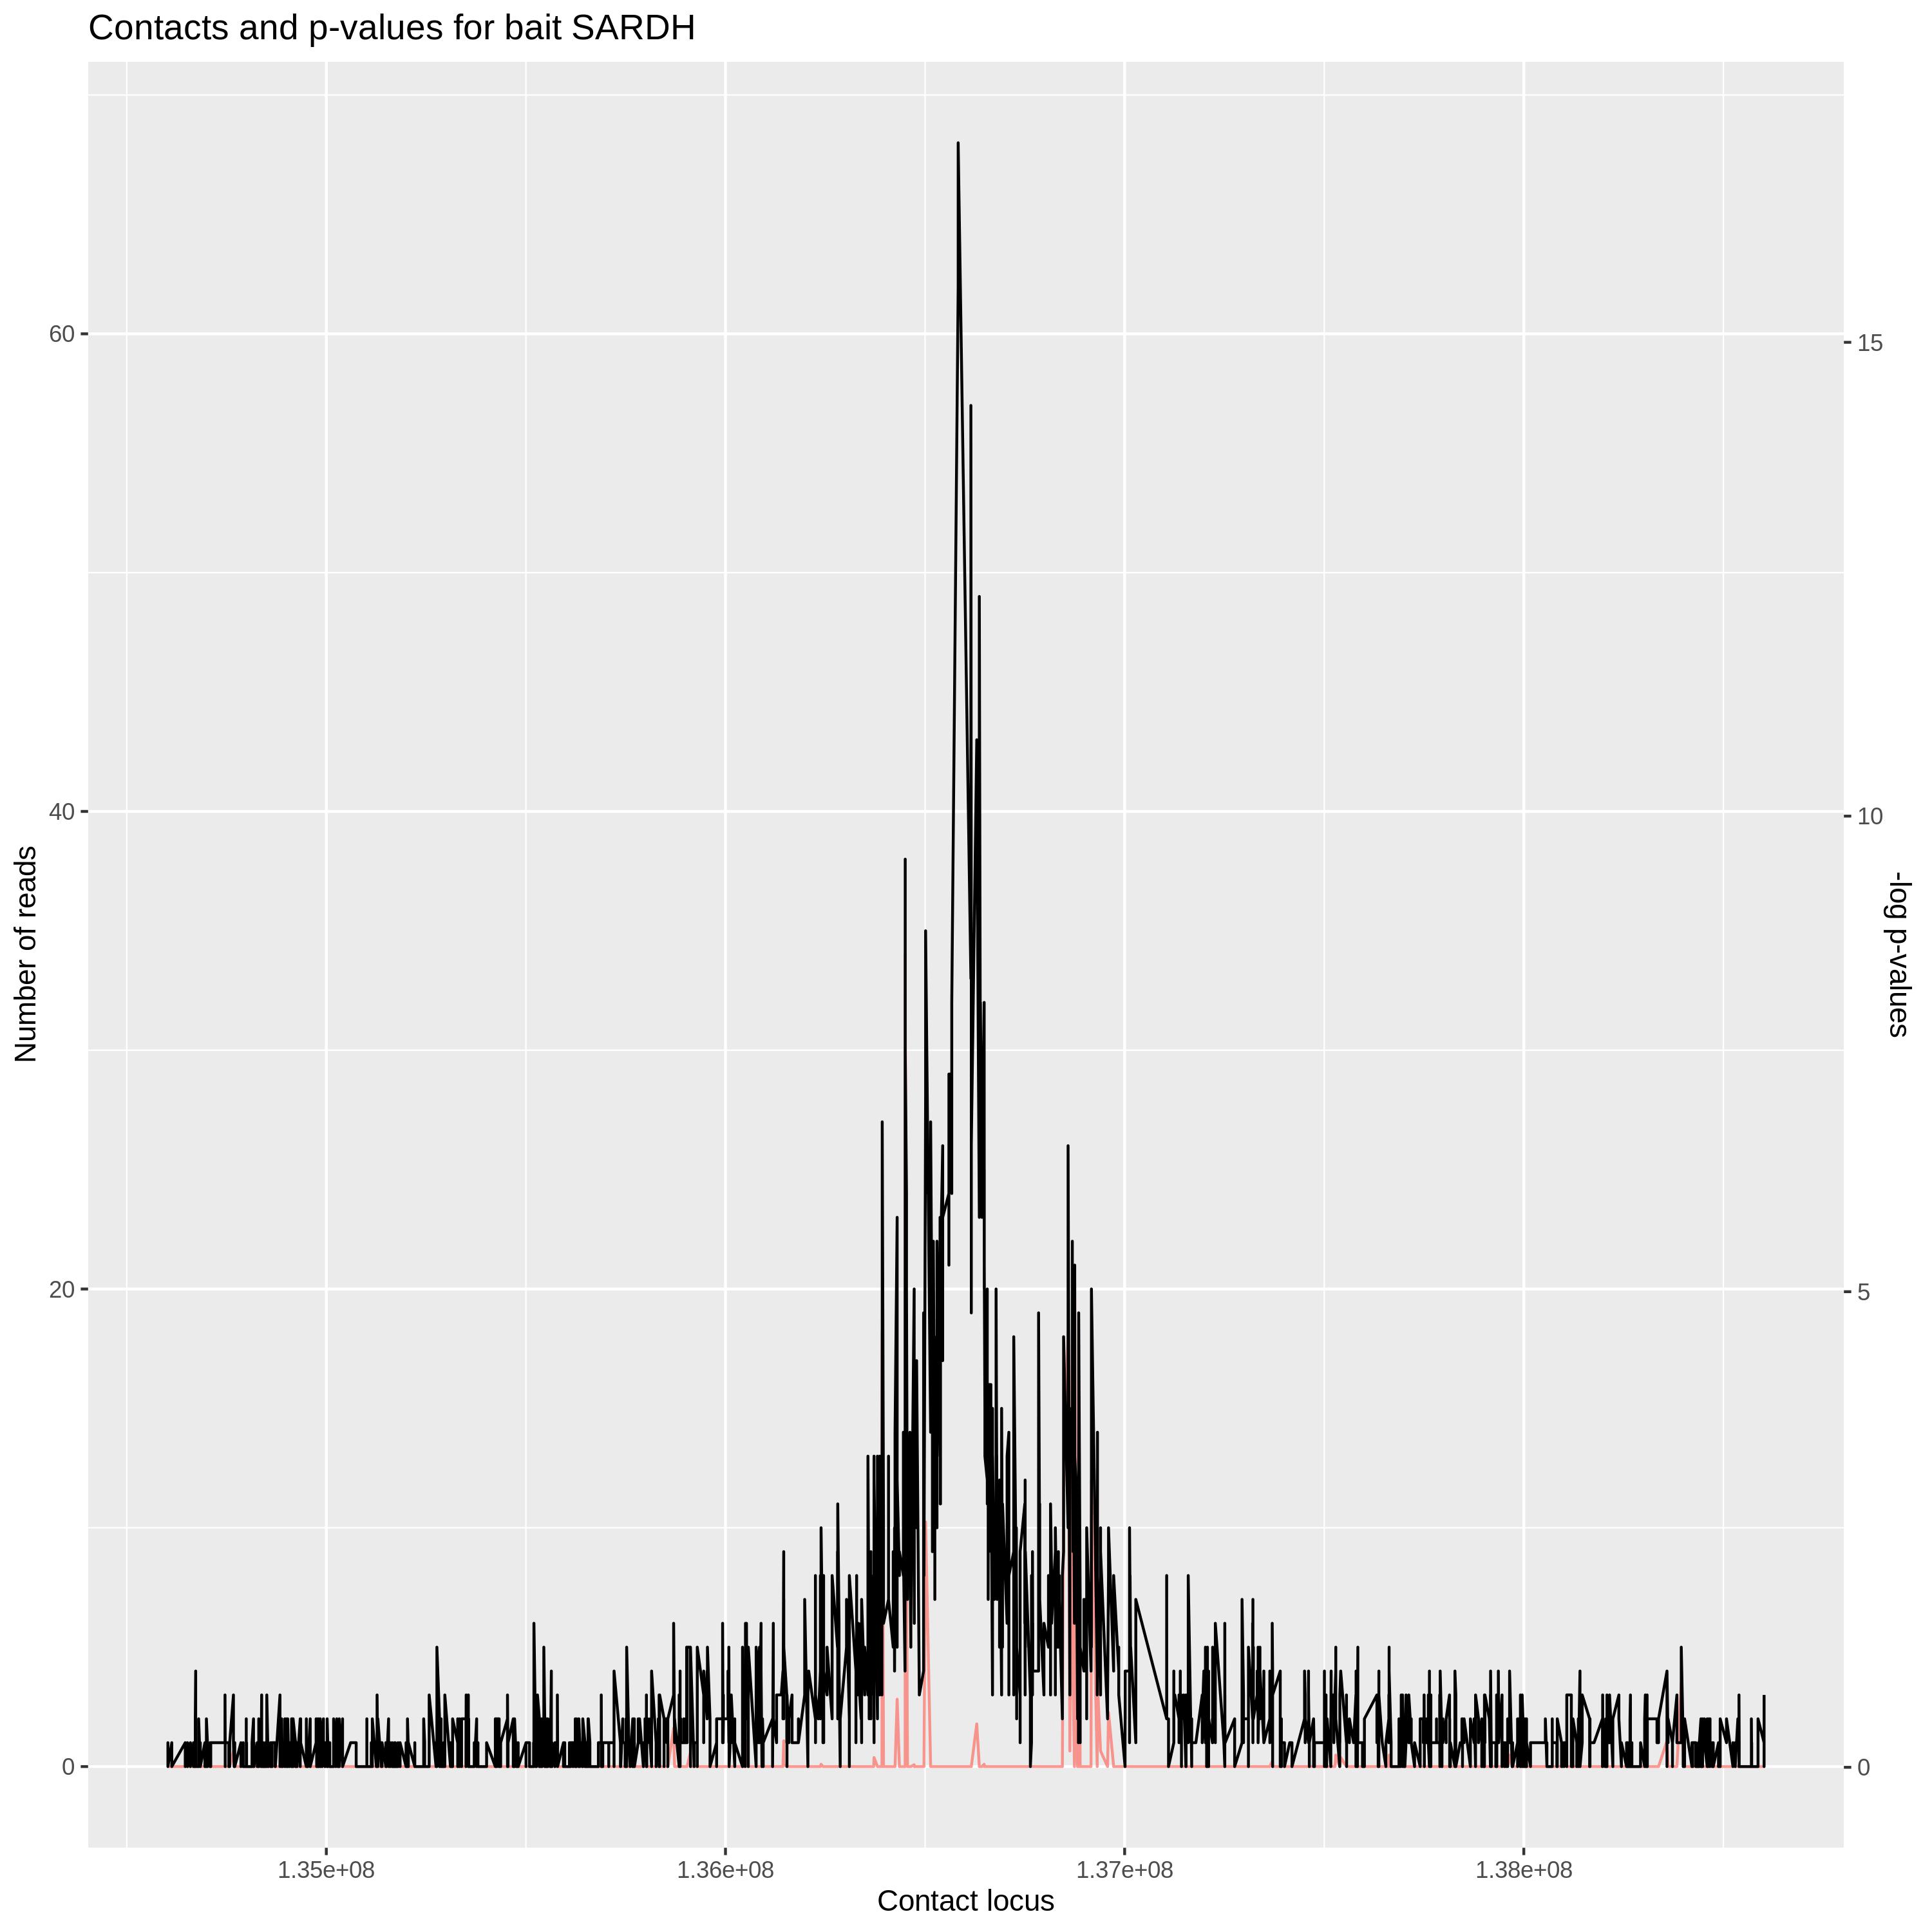 Contacts and p-values for bait SARDH
60
40
20
0
Number of reads
15
10
5
0
-log p-values
1.35e+08
1.36e+08
1.37e+08
1.38e+08
Contact locus